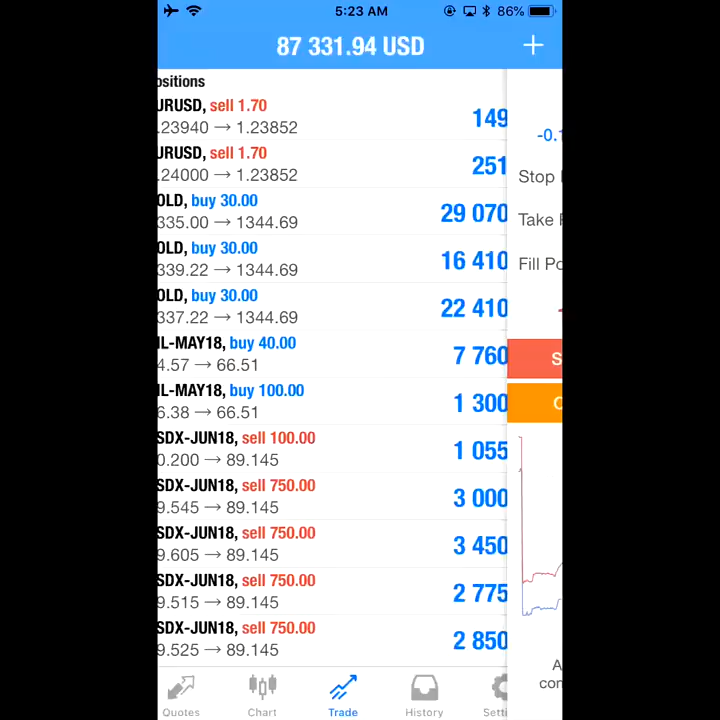 5:23 AM
86%
87 331.94 USD
+
ositions
URUSD, sell 1.70
149
.23940 → 1.23852
URUSD, sell 1.70
251
.24000 → 1.23852
OLD, buy 30.00
29 070
335.00 → 1344.69
OLD, buy 30.00
16 410
339.22 → 1344.69
OLD, buy 30.00
22 410
337.22 → 1344.69
IL-MAY18, buy 40.00
7 760
4.57 → 66.51
IL-MAY18, buy 100.00
1 300
6.38 → 66.51
SDX-JUN18, sell 100.00
1 055
0.200 → 89.145
SDX-JUN18, sell 750.00
3 000
9.545 → 89.145
SDX-JUN18, sell 750.00
3 450
9.605 → 89.145
SDX-JUN18, sell 750.00
2 775
9.515 → 89.145
SDX-JUN18, sell 750.00
2 850
9.525 → 89.145
-0.
Stop
Take
Fill Po
S
A
con
Quotes
Chart
Trade
History
Setti